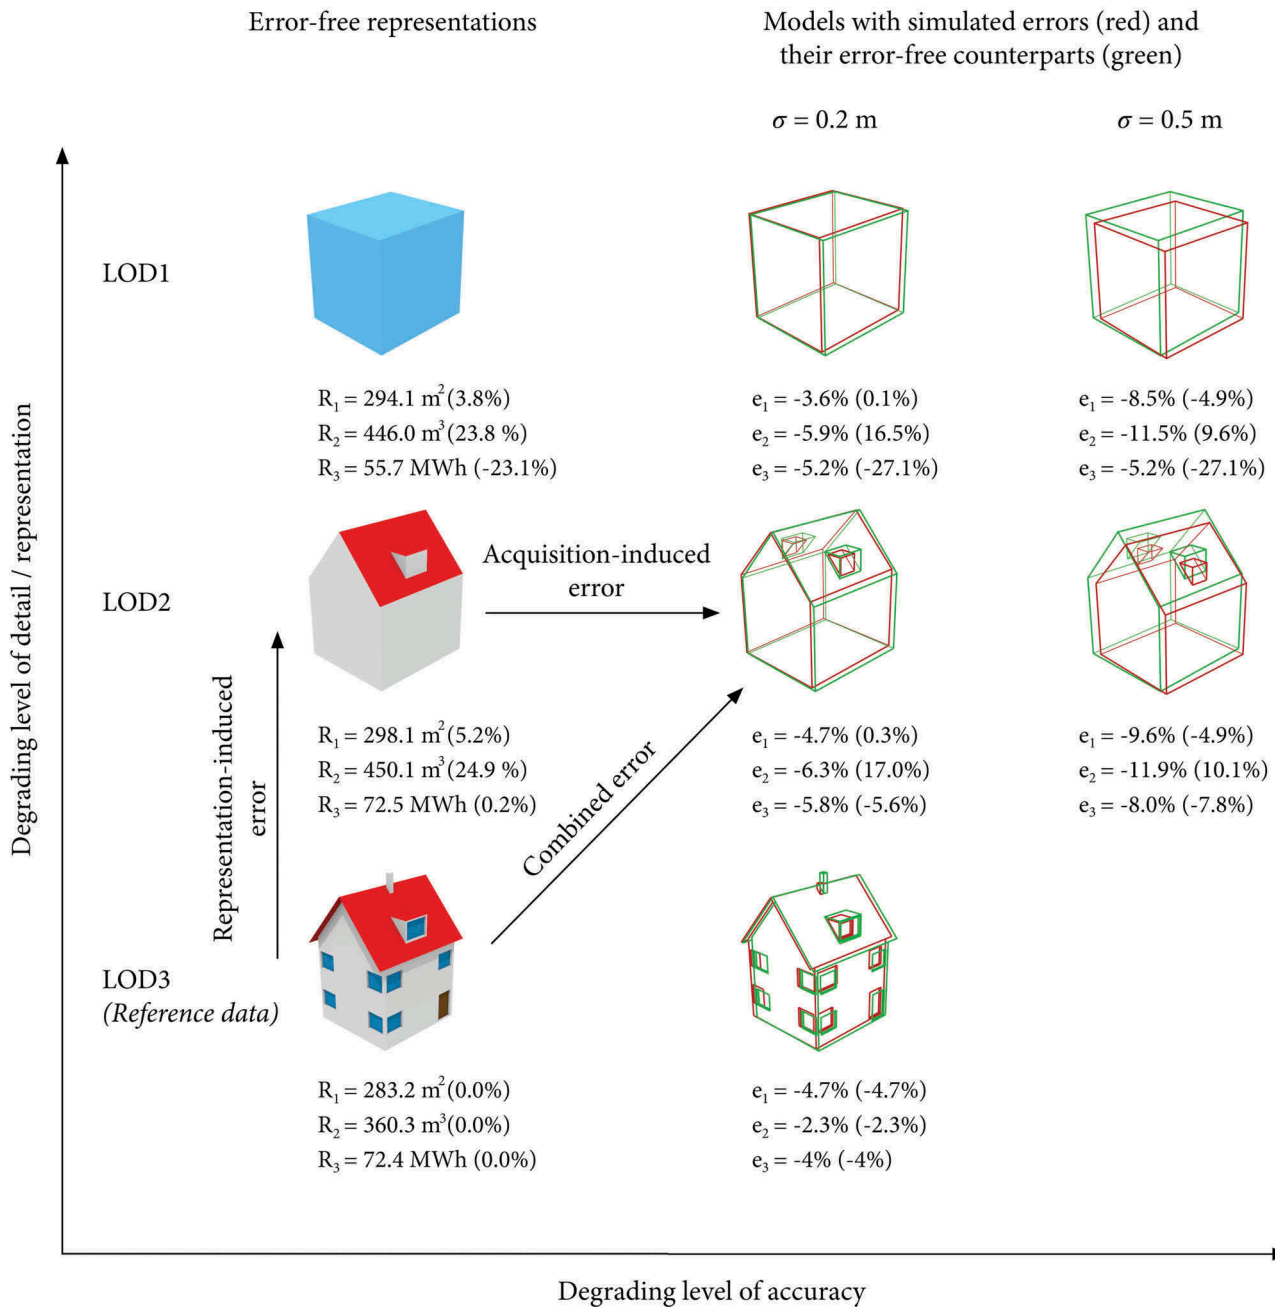 Error-free representations
Models with simulated errors (red) and
their error-free counterparts (green)
σ = 0.2 m
σ = 0.5 m
Degrading level of detail / representation
LOD1
R₁ = 294.1 m² (3.8%)
R₂ = 446.0 m³ (23.8 %)
R₃ = 55.7 MWh (-23.1%)
e₁ = -3.6% (0.1%)
e₂ = -5.9% (16.5%)
e₃ = -5.2% (-27.1%)
e₁ = -8.5% (-4.9%)
e₂ = -11.5% (9.6%)
e₃ = -5.2% (-27.1%)
LOD2
Acquisition-induced
error
R₁ = 298.1 m² (5.2%)
R₂ = 450.1 m³ (24.9 %)
R₃ = 72.5 MWh (0.2%)
e₁ = -4.7% (0.3%)
e₂ = -6.3% (17.0%)
e₃ = -5.8% (-5.6%)
e₁ = -9.6% (-4.9%)
e₂ = -11.9% (10.1%)
e₃ = -8.0% (-7.8%)
Representation-induced
error
Combined error
LOD3
(Reference data)
R₁ = 283.2 m² (0.0%)
R₂ = 360.3 m³ (0.0%)
R₃ = 72.4 MWh (0.0%)
e₁ = -4.7% (-4.7%)
e₂ = -2.3% (-2.3%)
e₃ = -4% (-4%)
Degrading level of accuracy